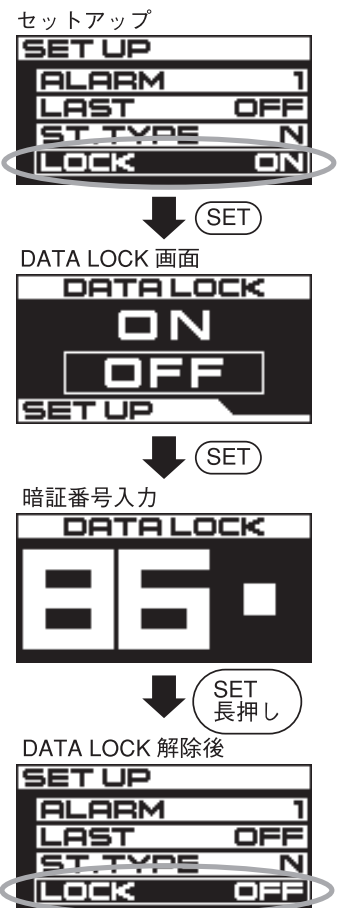 セットアップ
SET UP
ALARM 1
LAST OFF
ST.TYPE N
LOCK ON
SET
DATA LOCK 画面
DATA LOCK
ON
OFF
SET UP
SET
暗証番号入力
DATA LOCK
86
SET
長押し
DATA LOCK 解除後
SET UP
ALARM 1
LAST OFF
ST.TYPE N
LOCK OFF